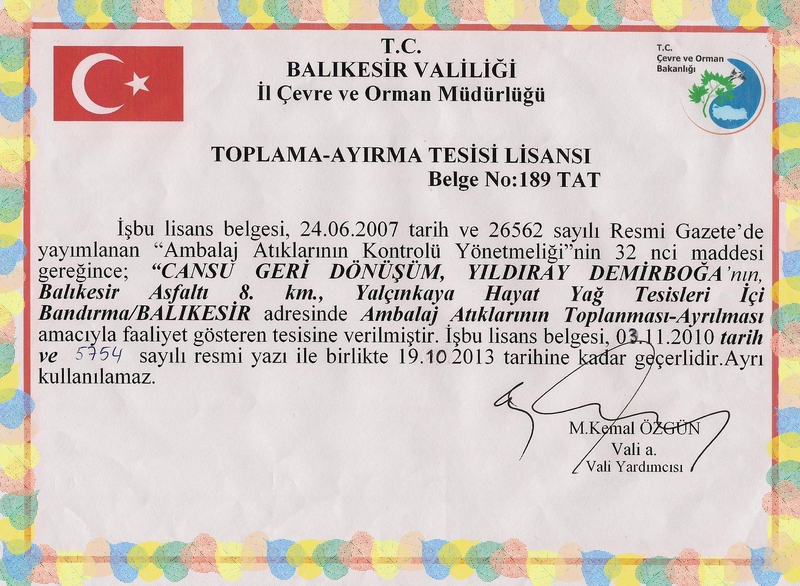 T.C.
BALIKESİR VALİLİĞİ
İl Çevre ve Orman Müdürlüğü
T.C.
Çevre ve Orman
Bakanlığı
TOPLAMA-AYIRMA TESİSİ LİSANSI
Belge No:189 TAT
İşbu lisans belgesi, 24.06.2007 tarih ve 26562 sayılı Resmi Gazete’de
yayımlanan “Ambalaj Atıklarının Kontrolü Yönetmeliği”nin 32 nci maddesi
gereğince; “CANSU GERİ DÖNÜŞÜM, YILDIRAY DEMİRBOĞA’nın,
Balıkesir Asfaltı 8. km., Yalçınkaya Hayat Yağ Tesisleri İçi
Bandırma/BALIKESİR adresinde Ambalaj Atıklarının Toplanması-Ayrılması
amacıyla faaliyet gösteren tesisine verilmiştir. İşbu lisans belgesi, 03.11.2010 tarih
ve 5754 sayılı resmi yazı ile birlikte 19.10 2013 tarihine kadar geçerlidir.Ayrı
kullanılamaz.
M.Kemal ÖZGÜN
Vali a.
Vali Yardımcısı